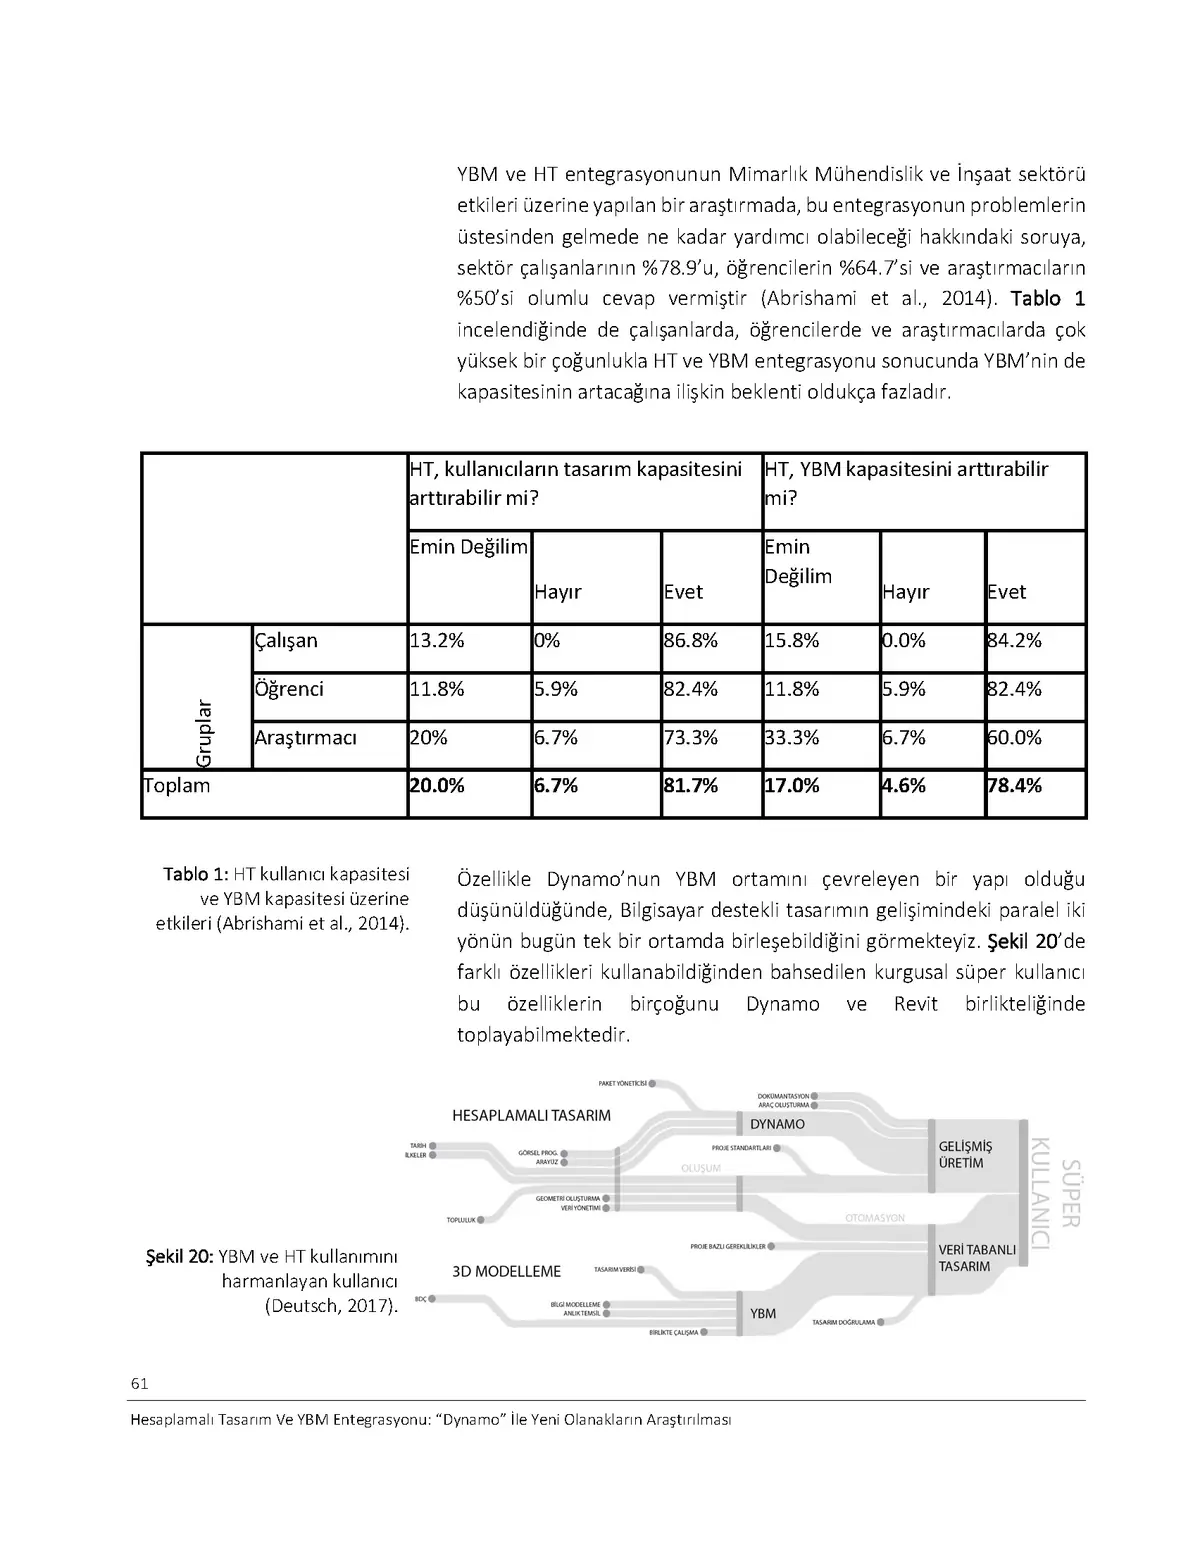 YBM ve HT entegrasyonunun Mimarlık Mühendislik ve İnşaat sektörü
etkileri üzerine yapılan bir araştırmada, bu entegrasyonun problemlerin
üstesinden gelmede ne kadar yardımcı olabileceği hakkındaki soruya,
sektör çalışanlarının %78.9’u, öğrencilerin %64.7’si ve araştırmacıların
%50’si olumlu cevap vermiştir (Abrishami et al., 2014). Tablo 1
incelendiğinde de çalışanlarda, öğrencilerde ve araştırmacılarda çok
yüksek bir çoğunlukla HT ve YBM entegrasyonu sonucunda YBM’nin de
kapasitesinin artacağına ilişkin beklenti oldukça fazladır.
HT, kullanıcıların tasarım kapasitesini HT, YBM kapasitesini arttırabilir
arttırabilir mi? mi?
Emin Değilim Hayır Evet Emin
Değilim Hayır Evet
Gruplar
Çalışan 13.2% 0% 86.8% 15.8% 0.0% 84.2%
Öğrenci 11.8% 5.9% 82.4% 11.8% 5.9% 82.4%
Araştırmacı 20% 6.7% 73.3% 33.3% 6.7% 60.0%
Toplam 20.0% 6.7% 81.7% 17.0% 4.6% 78.4%
Tablo 1: HT kullanıcı kapasitesi
ve YBM kapasitesi üzerine
etkileri (Abrishami et al., 2014).
Özellikle Dynamo’nun YBM ortamını çevreleyen bir yapı olduğu
düşünüldüğünde, Bilgisayar destekli tasarımın gelişimindeki paralel iki
yönün bugün tek bir ortamda birleşebildiğini görmekteyiz. Şekil 20’de
farklı özellikleri kullanabildiğinden bahsedilen kurgusal süper kullanıcı
bu özelliklerin birçoğunu Dynamo ve Revit birlikteliğinde
toplayabilmektedir.
PAKET YÖNETİCİSİ
DOKÜMANTASYON
ARAÇ OLUŞTURMA
HESAPLAMALI TASARIM
DYNAMO
TARİH
İLKELER
GÖRSEL PROG.
ARAYÜZ
PROJE STANDARTLARI
GELİŞMİŞ
ÜRETİM
OLUŞUM
GEOMETRİ OLUŞTURMA
VERİ YÖNETİMİ
TOPLULUK
OTOMASYON
SÜPER
KULLANICI
PROJE BAZLI GEREKLİLİKLER
VERİ TABANLI
TASARIM
3D MODELLEME
TASARIM VERİSİ
BDÇ
BİLGİ MODELLEME
ANLIK TEMSİL
YBM
TASARIM DOĞRULAMA
BİRLİKTE ÇALIŞMA
Şekil 20: YBM ve HT kullanımını
harmanlayan kullanıcı
(Deutsch, 2017).
61
Hesaplamalı Tasarım Ve YBM Entegrasyonu: “Dynamo” İle Yeni Olanakların Araştırılması